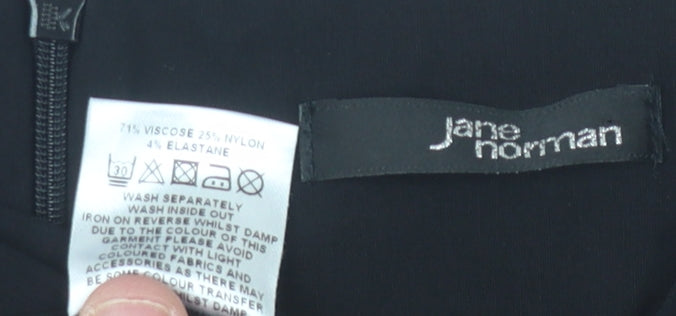 71% VISCOSE 25% NYLON
4% ELASTANE
30
WASH SEPARATELY
WASH INSIDE OUT
IRON ON REVERSE WHILST DAMP
DUE TO THE COLOUR OF THIS
GARMENT PLEASE AVOID
CONTACT WITH LIGHT
COLOURED FABRICS AND
ACCESSORIES AS THERE MAY
BE SOME COLOUR TRANSFER
WHILST DAMP
Jane
norman